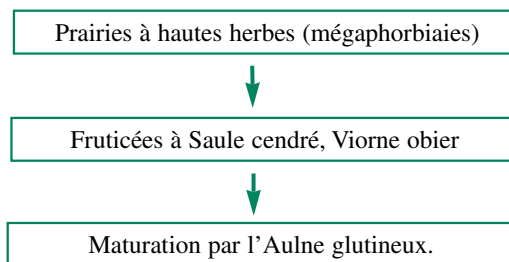 Prairies à hautes herbes (mégaphorbiaies)
Fruticées à Saule cendré, Viorne obier
Maturation par l'Aulne glutineux.